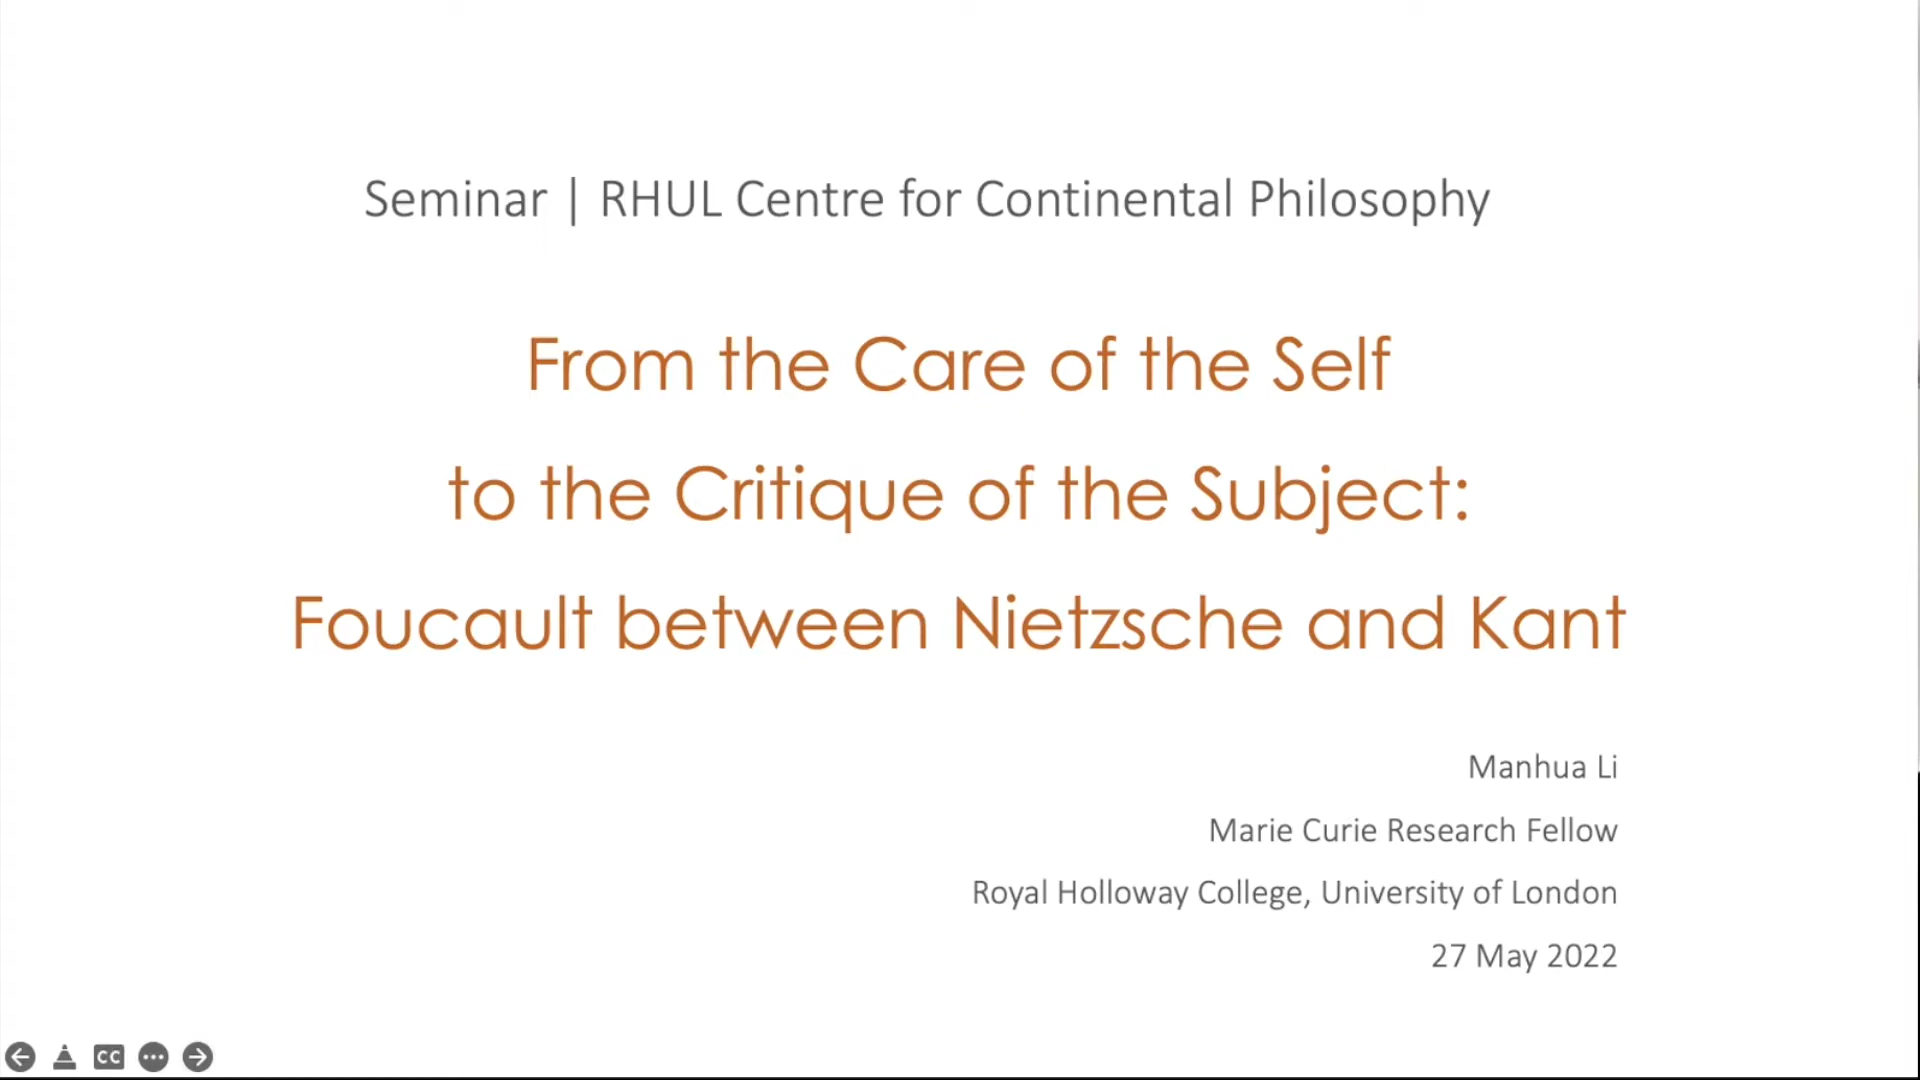 Seminar | RHUL Centre for Continental Philosophy
From the Care of the Self
to the Critique of the Subject:
Foucault between Nietzsche and Kant
Manhua Li
Marie Curie Research Fellow
Royal Holloway College, University of London
27 May 2022
CC